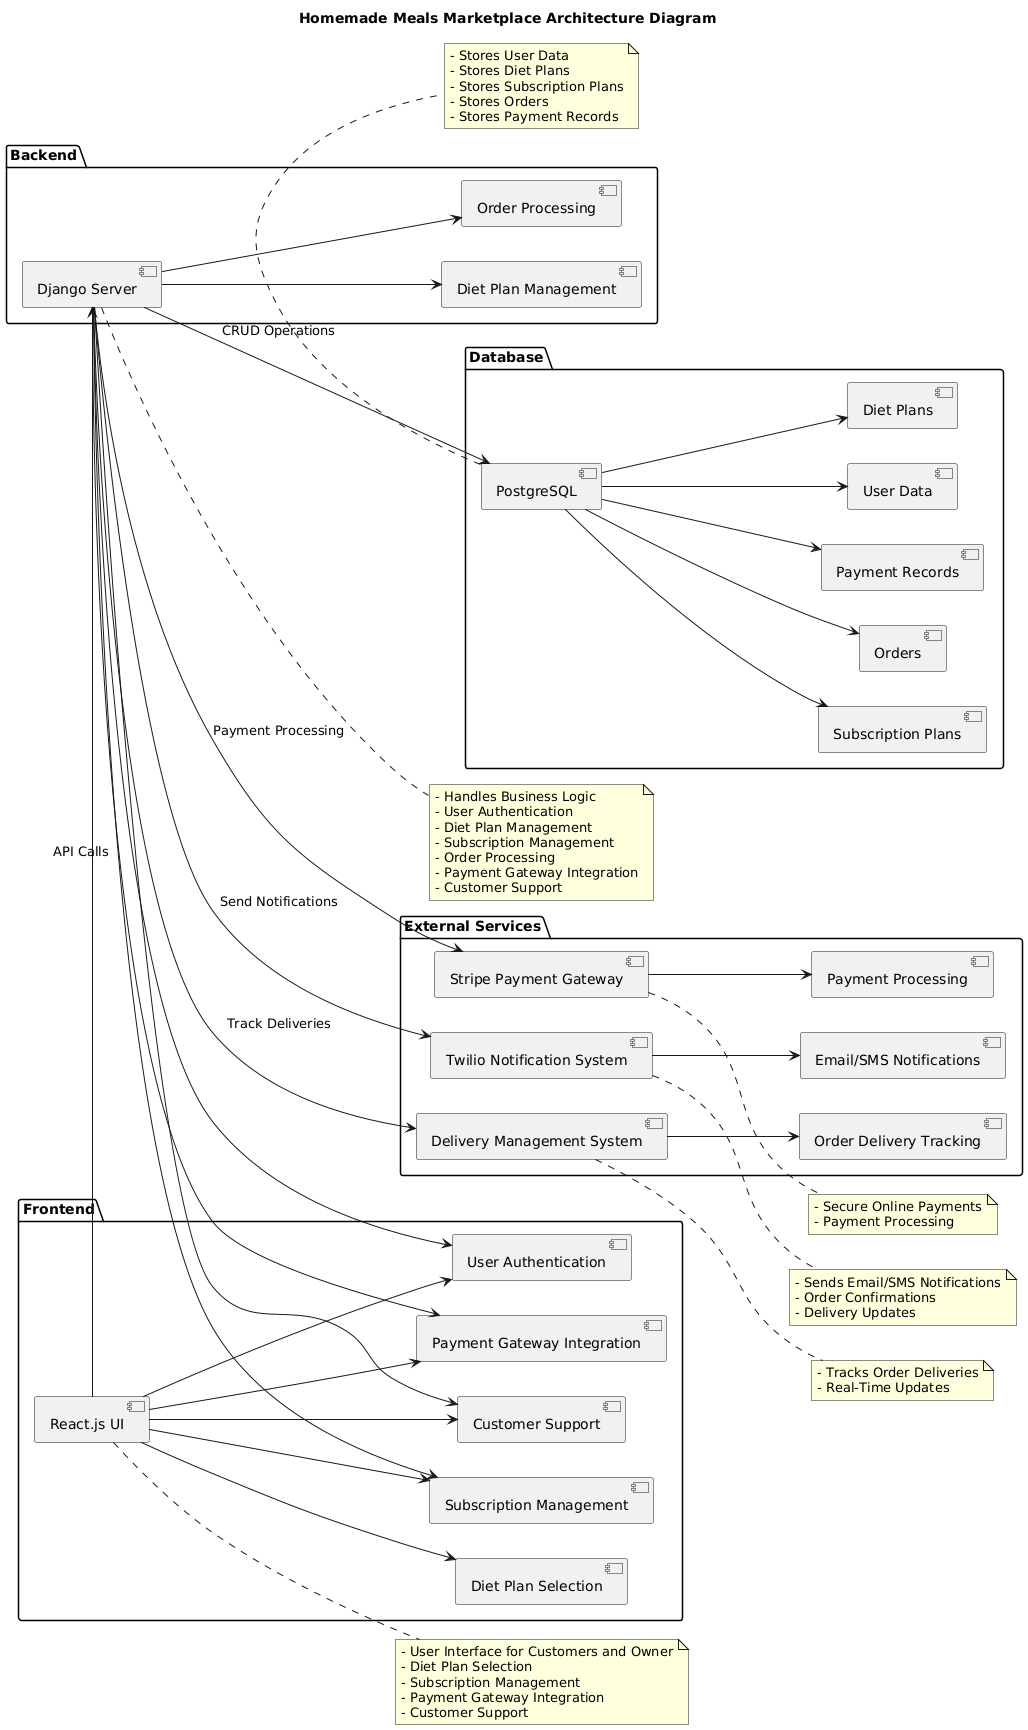 Homemade Meals Marketplace Architecture Diagram
- Stores User Data
- Stores Diet Plans
- Stores Subscription Plans
- Stores Orders
- Stores Payment Records
Backend
Order Processing
Django Server
Diet Plan Management
CRUD Operations
Database
Diet Plans
PostgreSQL
User Data
Payment Records
Orders
Subscription Plans
Payment Processing
- Handles Business Logic
- User Authentication
- Diet Plan Management
- Subscription Management
- Order Processing
- Payment Gateway Integration
- Customer Support
API Calls
Send Notifications
External Services
Stripe Payment Gateway
Payment Processing
Track Deliveries
Twilio Notification System
Email/SMS Notifications
Delivery Management System
Order Delivery Tracking
- Secure Online Payments
- Payment Processing
Frontend
User Authentication
- Sends Email/SMS Notifications
- Order Confirmations
- Delivery Updates
Payment Gateway Integration
- Tracks Order Deliveries
- Real-Time Updates
React.js UI
Customer Support
Subscription Management
Diet Plan Selection
- User Interface for Customers and Owner
- Diet Plan Selection
- Subscription Management
- Payment Gateway Integration
- Customer Support